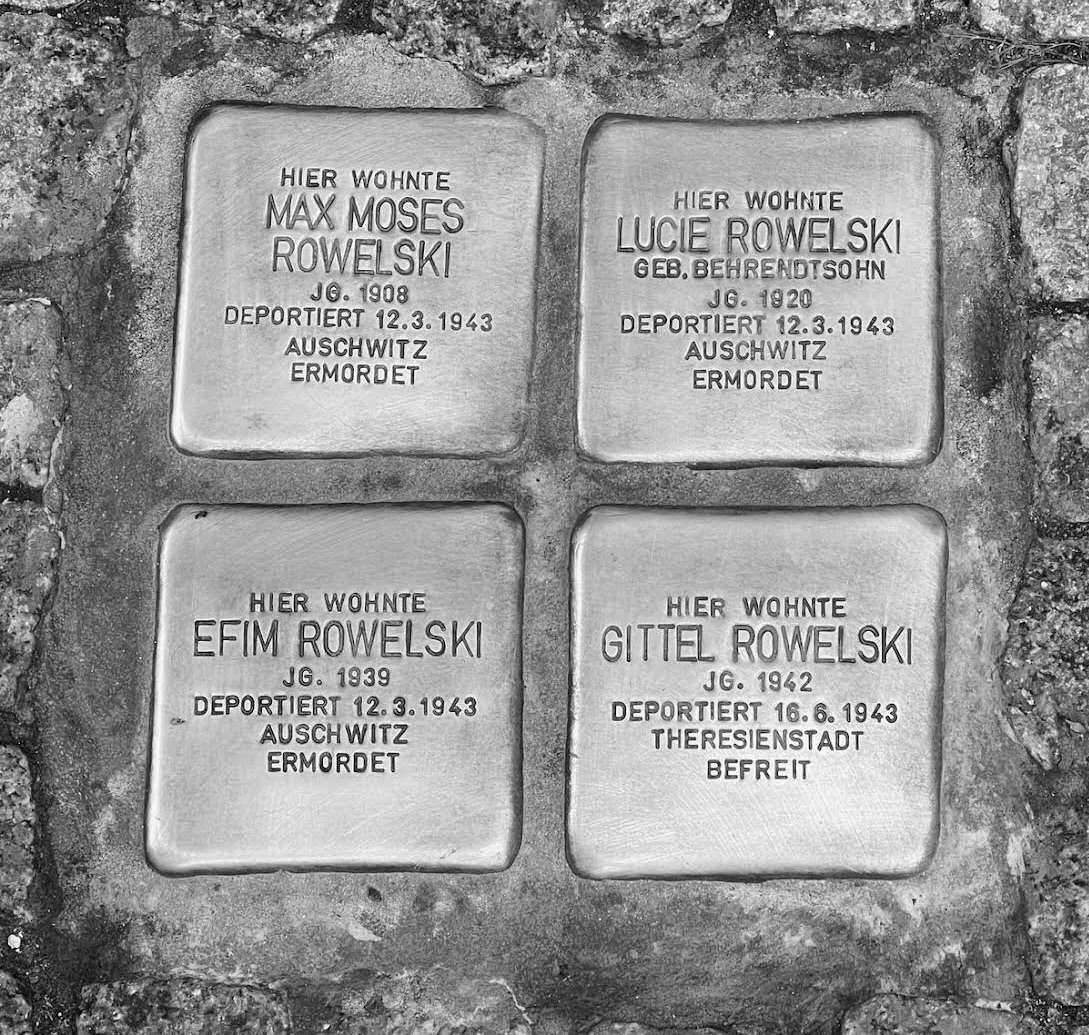 HIER WOHNTE
MAX MOSES
ROWELSKI
JG. 1908
DEPORTIERT 12.3.1943
AUSCHWITZ
ERMORDET
HIER WOHNTE
LUCIE ROWELSKI
GEB. BEHRENDTSOHN
JG. 1920
DEPORTIERT 12.3.1943
AUSCHWITZ
ERMORDET
HIER WOHNTE
EFIM ROWELSKI
JG. 1939
DEPORTIERT 12.3.1943
AUSCHWITZ
ERMORDET
HIER WOHNTE
GITTEL ROWELSKI
JG. 1942
DEPORTIERT 16.6.1943
THERESIENSTADT
BEFREIT